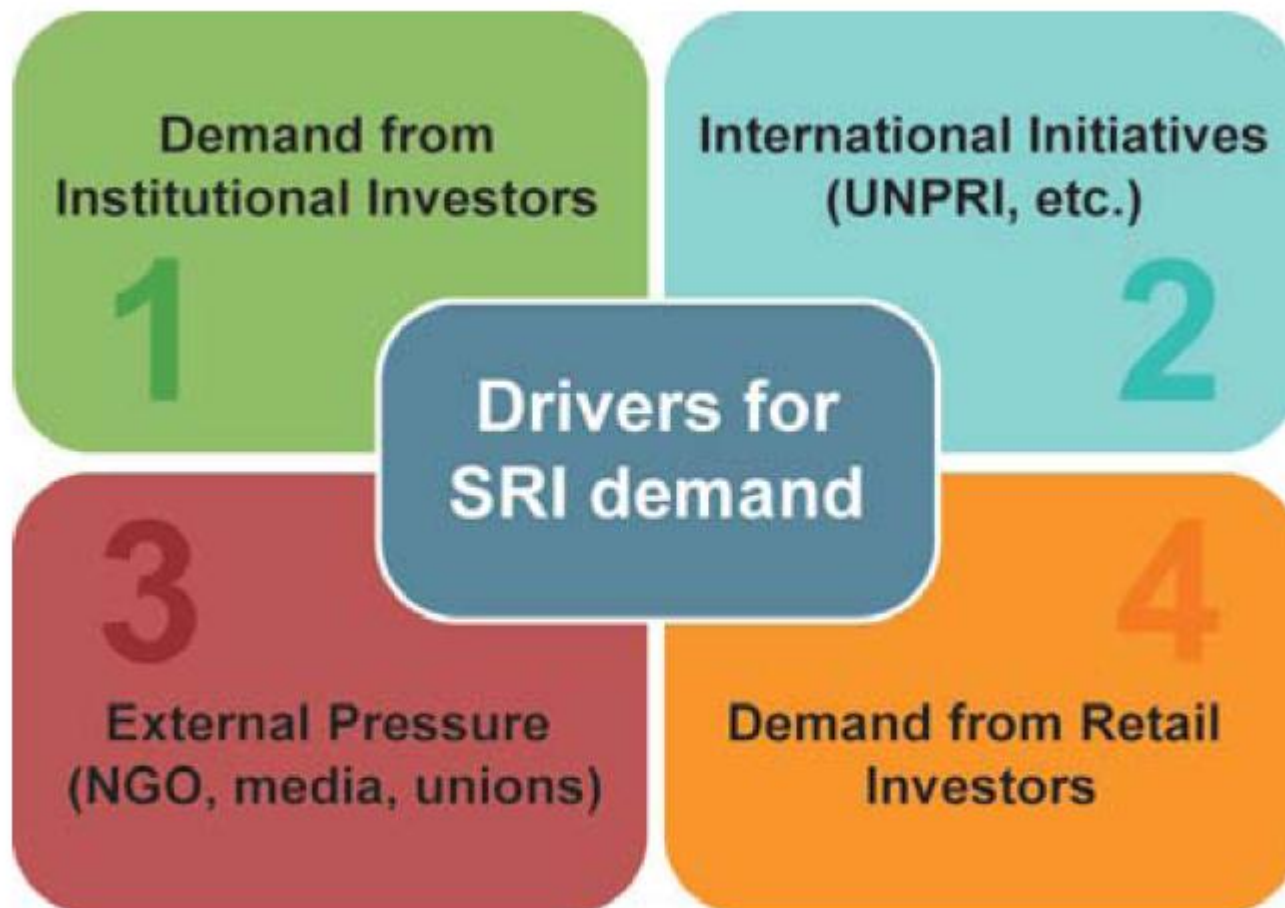 Demand from
Institutional Investors
1
International Initiatives
(UNPRI, etc.)
2
Drivers for
SRI demand
3
External Pressure
(NGO, media, unions)
4
Demand from Retail
Investors